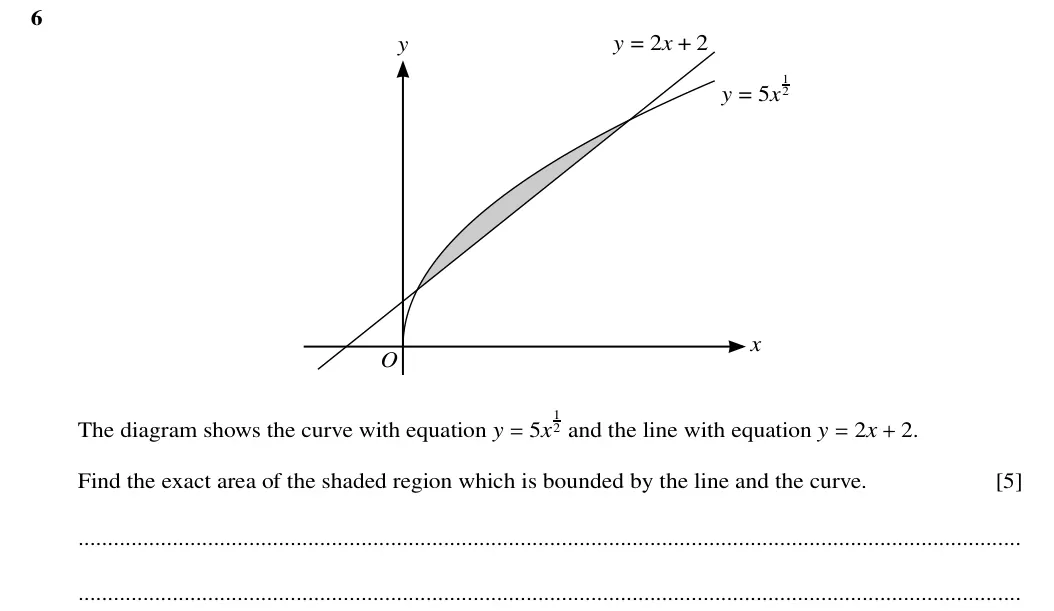 6
y
y = 2x + 2
y = 5x^{\frac{1}{2}}
O
x
The diagram shows the curve with equation y = 5x^{\frac{1}{2}} and the line with equation y = 2x + 2.
Find the exact area of the shaded region which is bounded by the line and the curve. [5]